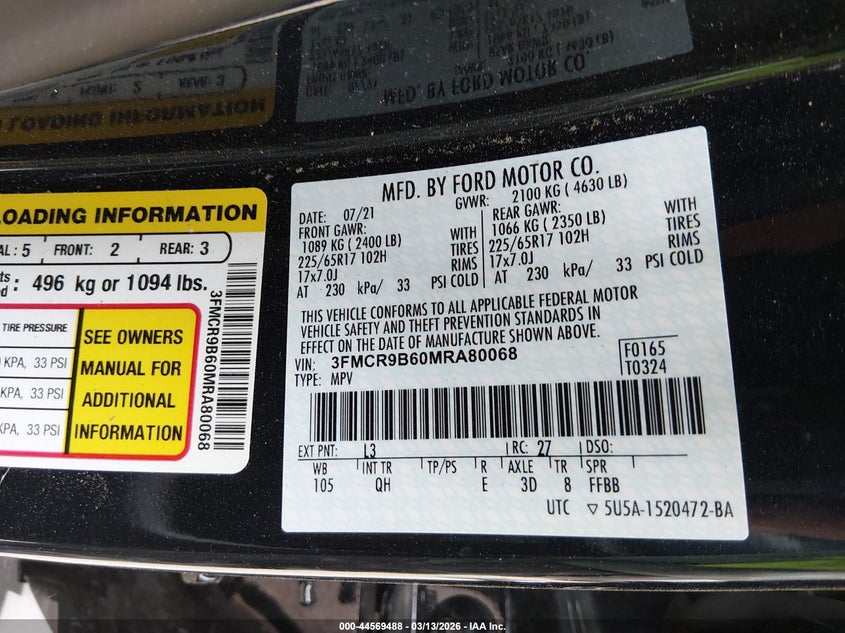 MFD. BY FORD MOTOR CO.
LOADING INFORMATION
AL: 5 FRONT: 2 REAR: 3
: 496 kg or 1094 lbs.
TIRE PRESSURE
KPA, 33 PSI
KPA, 33 PSI
KPA, 33 PSI
SEE OWNERS
MANUAL FOR
ADDITIONAL
INFORMATION
3FMCR9B60MRA80068
MFD. BY FORD MOTOR CO.
DATE: 07/21 GVWR: 2100 KG ( 4630 LB)
FRONT GAWR: REAR GAWR:
1089 KG ( 2400 LB) WITH 1066 KG ( 2350 LB) WITH
225/65R17 102H TIRES 225/65R17 102H TIRES
17x7.0J RIMS 17x7.0J RIMS
AT 230 kPa/ 33 PSI COLD AT 230 kPa/ 33 PSI COLD
THIS VEHICLE CONFORMS TO ALL APPLICABLE FEDERAL MOTOR
VEHICLE SAFETY AND THEFT PREVENTION STANDARDS IN
EFFECT ON THE DATE OF MANUFACTURE SHOWN ABOVE.
VIN: 3FMCR9B60MRA80068
TYPE: MPV
F0165
T0324
EXT PNT: L3 RC: 27 DSO:
WB INT TR TP/PS R AXLE TR SPR
105 QH E 3D 8 FFBB
UTC ▽ 5U5A-1520472-BA
000-44569488 - 03/13/2026 - IAA Inc.